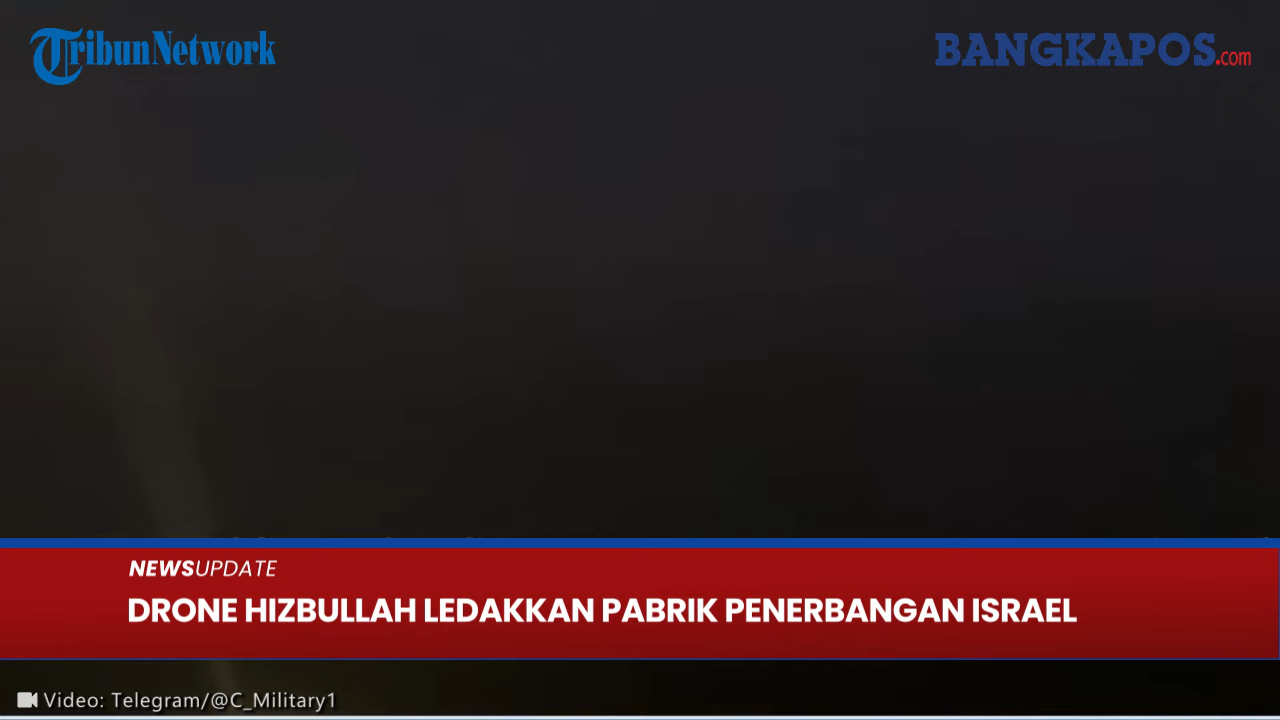 TribunNetwork
BANGKAPOS.com
NEWSUPDATE
DRONE HIZBULLAH LEDAKKAN PABRIK PENERBANGAN ISRAEL
Video: Telegram/@C_Military1